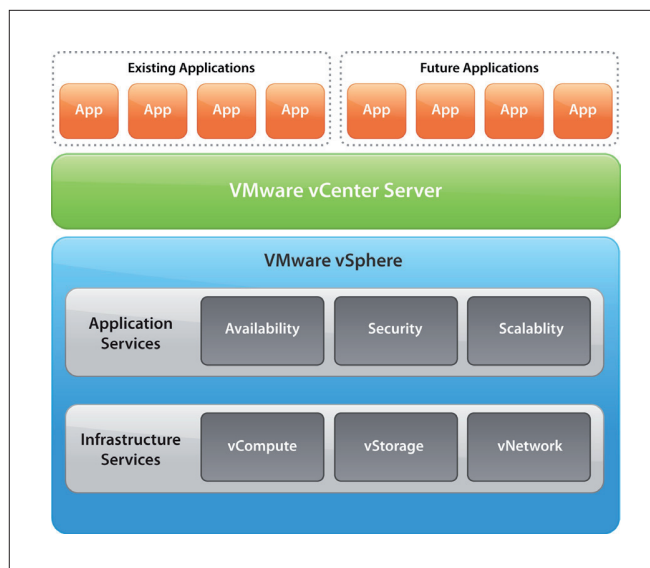 Existing Applications
Future Applications
App App App App
App App App App
VMware vCenter Server
VMware vSphere
Application
Services
Availability
Security
Scalablity
Infrastructure
Services
vCompute
vStorage
vNetwork